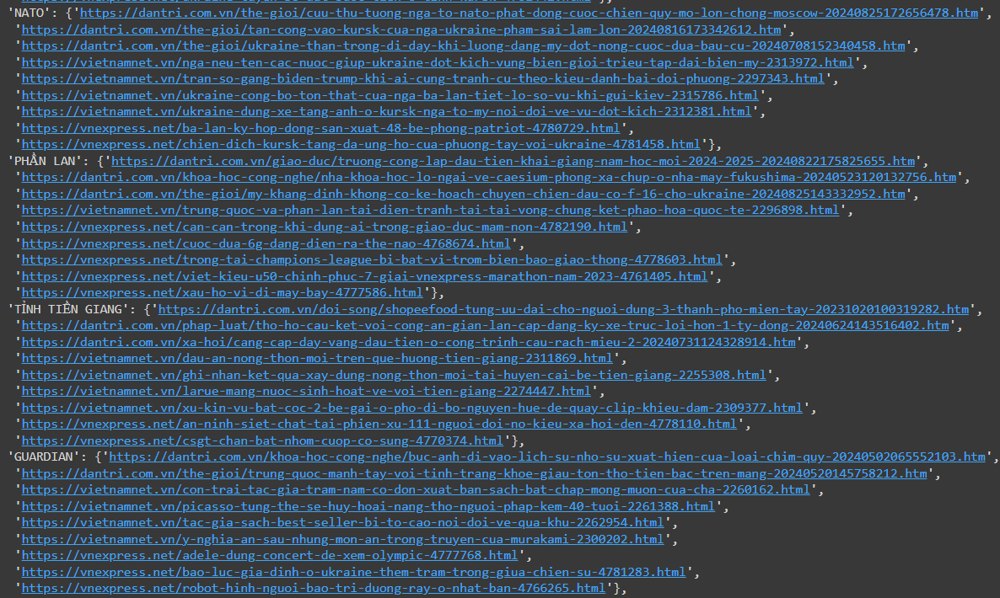 'NATO': {'https://dantri.com.vn/the-gioi/cuu-thu-tuong-nga-to-nato-phat-dong-cuoc-chien-quy-mo-lon-chong-moscow-20240825172656478.htm',
'https://dantri.com.vn/the-gioi/tan-cong-vao-kursk-cua-nga-ukraine-pham-sai-lam-lon-20240816173342612.htm',
'https://dantri.com.vn/the-gioi/ukraine-than-trong-di-day-khi-luong-dang-my-dot-nong-cuoc-dua-bau-cu-20240708152340458.htm',
'https://vietnamnet.vn/nga-neu-ten-cac-nuoc-giup-ukraine-dot-kich-vung-bien-gioi-trieu-tap-dai-bien-my-2313972.html',
'https://vietnamnet.vn/tran-so-gang-biden-trump-khi-ai-cung-tranh-cu-theo-kieu-danh-bai-doi-phuong-2297343.html',
'https://vietnamnet.vn/ukraine-cong-bo-ton-that-cua-nga-ba-lan-tiet-lo-so-vu-khi-gui-kiev-2315786.html',
'https://vietnamnet.vn/ukraine-dung-xe-tang-anh-o-kursk-nga-to-my-noi-doi-ve-vu-dot-kich-2312381.html',
'https://vnexpress.net/ba-lan-ky-hop-dong-san-xuat-48-be-phong-patriot-4780729.html',
'https://vnexpress.net/chien-dich-kursk-tang-da-ung-ho-cua-phuong-tay-voi-ukraine-4781458.html'},
'PHẦN LAN': {'https://dantri.com.vn/giao-duc/truong-cong-lap-dau-tien-khai-giang-nam-hoc-moi-2024-2025-20240822175825655.htm',
'https://dantri.com.vn/khoa-hoc-cong-nghe/nha-khoa-hoc-lo-ngai-ve-caesium-phong-xa-chup-o-nha-may-fukushima-20240523120132756.htm',
'https://dantri.com.vn/the-gioi/my-khang-dinh-khong-co-ke-hoach-chuyen-chien-dau-co-f-16-cho-ukraine-20240825143332952.htm',
'https://vietnamnet.vn/trung-quoc-va-phan-lan-tai-dien-tranh-tai-tai-vong-chung-ket-phao-hoa-quoc-te-2296898.html',
'https://vnexpress.net/can-can-trong-khi-dung-ai-trong-giao-duc-mam-non-4782190.html',
'https://vnexpress.net/cuoc-dua-6g-dang-dien-ra-the-nao-4768674.html',
'https://vnexpress.net/trong-tai-champions-league-bi-bat-vi-trom-bien-bao-giao-thong-4778603.html',
'https://vnexpress.net/viet-kieu-u50-chinh-phuc-7-giai-vnexpress-marathon-nam-2023-4761405.html',
'https://vnexpress.net/xau-ho-vi-di-may-bay-4777586.html'},
'TỈNH TIỀN GIANG': {'https://dantri.com.vn/doi-song/shopeefood-tung-uu-dai-cho-nguoi-dung-3-thanh-pho-mien-tay-20231020100319282.htm',
'https://dantri.com.vn/phap-luat/tho-ho-cau-ket-voi-cong-an-gian-lan-cap-dang-ky-xe-truc-loi-hon-1-ty-dong-20240624143516402.htm',
'https://dantri.com.vn/xa-hoi/cang-cap-day-vang-dau-tien-o-cong-trinh-cau-rach-mieu-2-20240731124328914.htm',
'https://vietnamnet.vn/dau-an-nong-thon-moi-tren-que-huong-tien-giang-2311869.html',
'https://vietnamnet.vn/ghi-nhan-ket-qua-xay-dung-nong-thon-moi-tai-huyen-cai-be-tien-giang-2255308.html',
'https://vietnamnet.vn/larue-mang-nuoc-sinh-hoat-ve-voi-tien-giang-2274447.html',
'https://vietnamnet.vn/xu-kin-vu-bat-coc-2-be-gai-o-pho-di-bo-nguyen-hue-de-quay-clip-khieu-dam-2309377.html',
'https://vnexpress.net/an-ninh-siet-chat-tai-phien-xu-111-nguoi-doi-no-kieu-xa-hoi-den-4778110.html',
'https://vnexpress.net/csgt-chan-bat-nhom-cuop-co-sung-4770374.html'},
'GUARDIAN': {'https://dantri.com.vn/khoa-hoc-cong-nghe/buc-anh-di-vao-lich-su-nho-su-xuat-hien-cua-loai-chim-quy-20240502065552103.htm',
'https://dantri.com.vn/the-gioi/trung-quoc-manh-tay-voi-tinh-trang-khoe-giau-ton-tho-tien-bac-tren-mang-20240520145758212.htm',
'https://vietnamnet.vn/con-trai-tac-gia-tram-nam-co-don-xuat-ban-sach-bat-chap-mong-muon-cua-cha-2260162.html',
'https://vietnamnet.vn/picasso-tung-the-se-huy-hoai-nang-tho-nguoi-phap-kem-40-tuoi-2261388.html',
'https://vietnamnet.vn/tac-gia-sach-best-seller-bi-to-cao-noi-doi-ve-qua-khu-2262954.html',
'https://vietnamnet.vn/y-nghia-an-sau-nhung-mon-an-trong-truyen-cua-murakami-2300202.html',
'https://vnexpress.net/adele-dung-concert-de-xem-olympic-4777768.html',
'https://vnexpress.net/bao-luc-gia-dinh-o-ukraine-them-tram-trong-giua-chien-su-4781283.html',
'https://vnexpress.net/robot-hinh-nguoi-bao-tri-duong-ray-o-nhat-ban-4766265.html'},